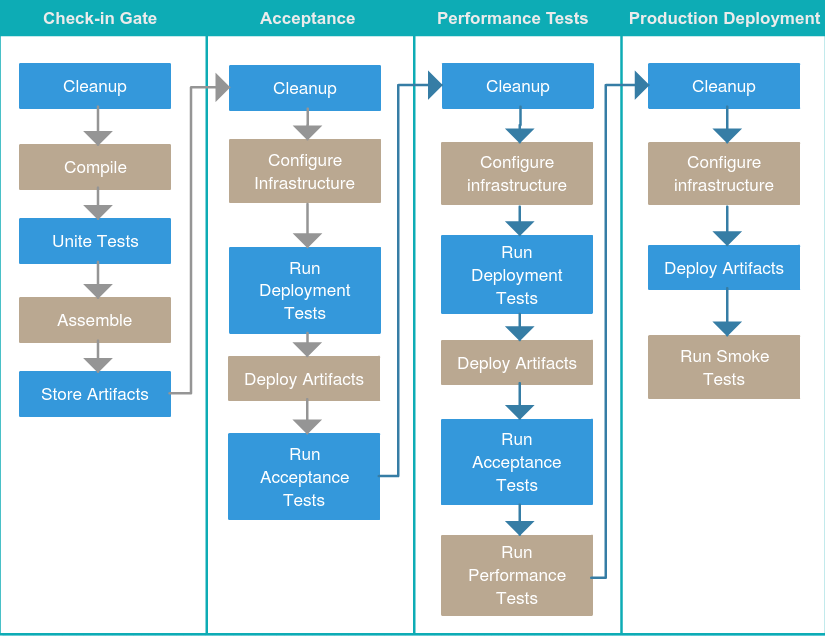 Check-in Gate
Acceptance
Performance Tests
Production Deployment
Cleanup
Compile
Unite Tests
Assemble
Store Artifacts
Cleanup
Configure
Infrastructure
Run
Deployment
Tests
Deploy Artifacts
Run
Acceptance
Tests
Cleanup
Configure
infrastructure
Run
Deployment
Tests
Deploy Artifacts
Run
Acceptance
Tests
Run
Performance
Tests
Cleanup
Configure
infrastructure
Deploy Artifacts
Run Smoke
Tests